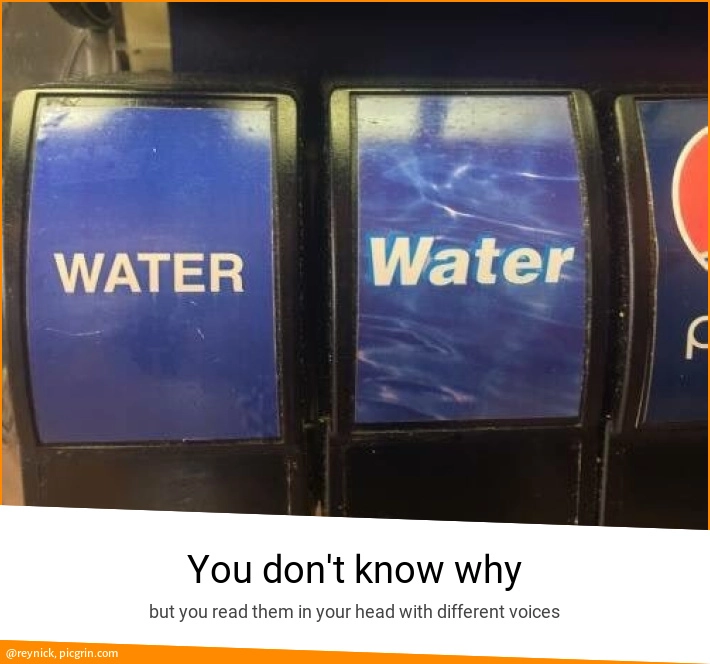 WATER
Water
You don't know why
but you read them in your head with different voices
@reynick, picgrin.com